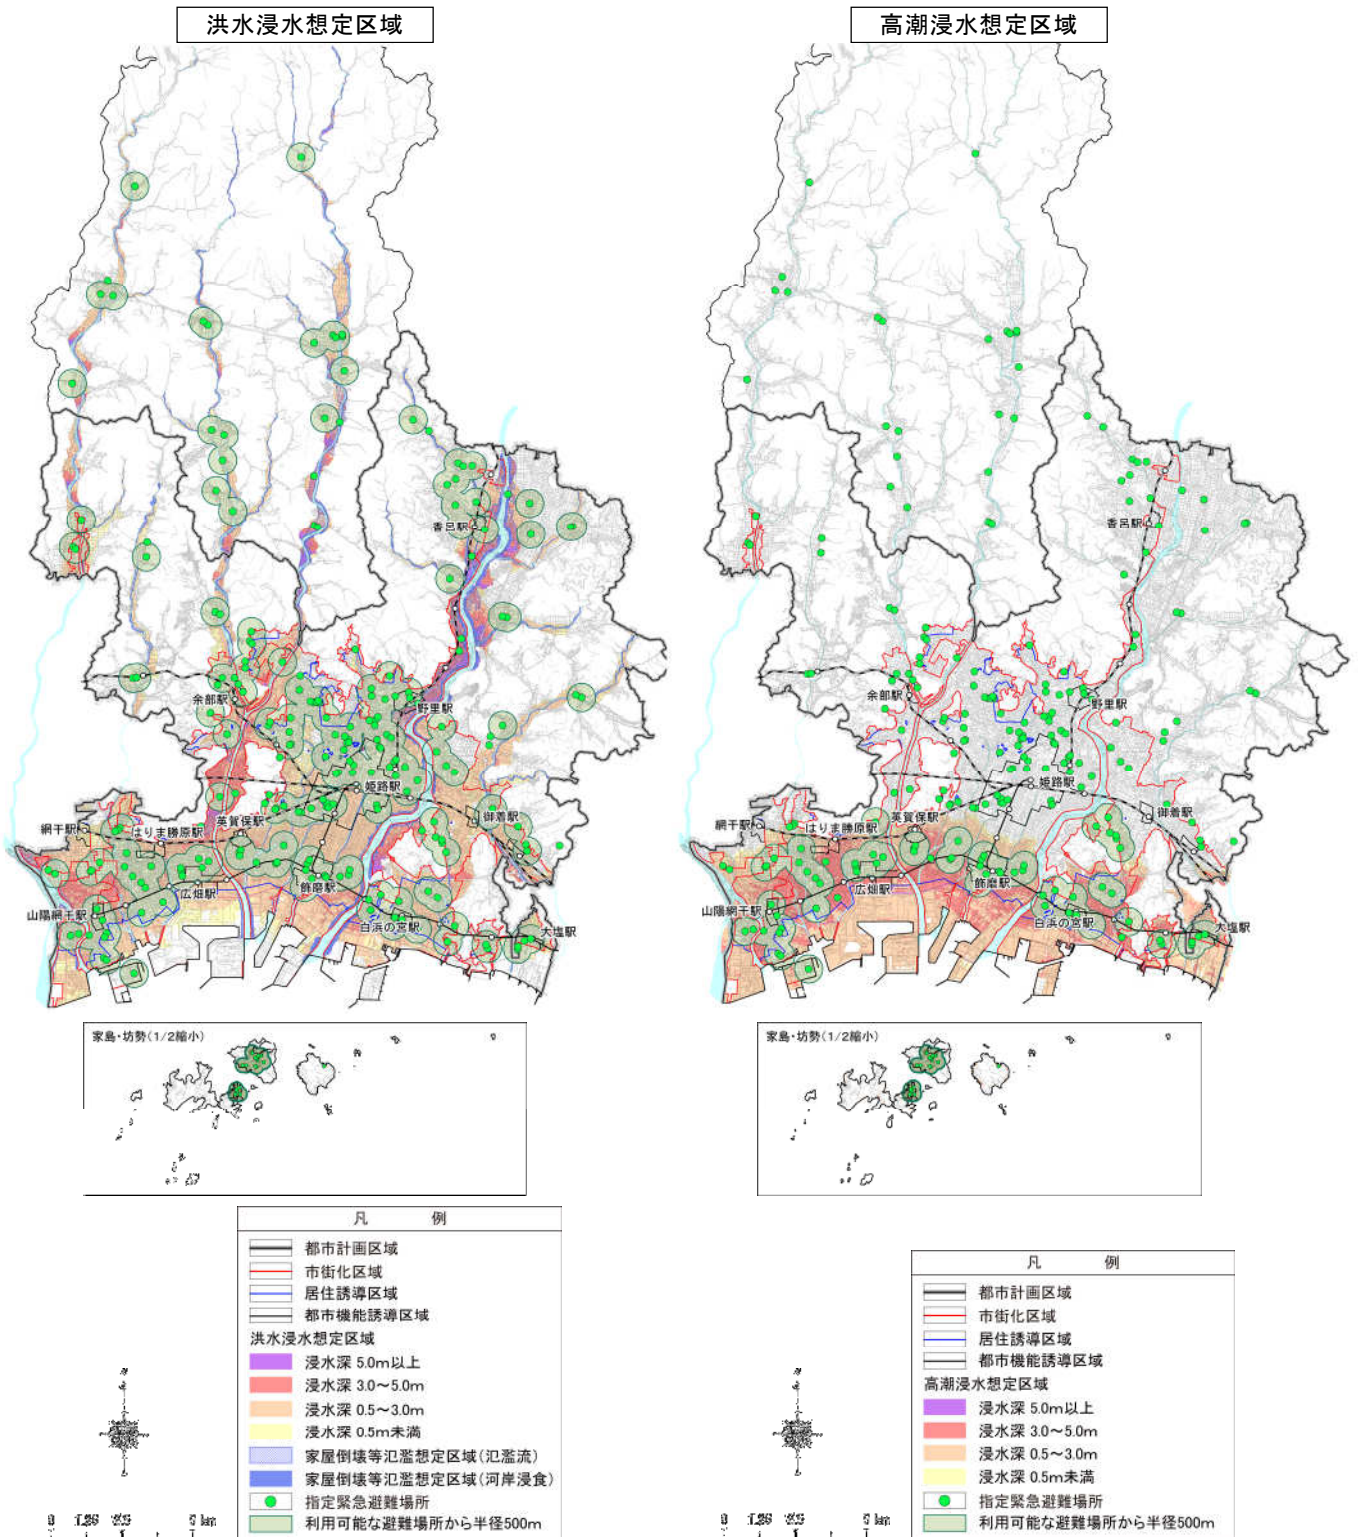 洪水浸水想定区域
香呂駅
余部駅
野里駅
姫路駅
御着駅
英賀保駅
はりま勝原駅
網干駅
広畑駅
飾磨駅
山陽網干駅
白浜の宮駅
大塩駅
家島・坊勢(1/2縮小)
凡 例
都市計画区域
市街化区域
居住誘導区域
都市機能誘導区域
洪水浸水想定区域
浸水深 5.0m以上
浸水深 3.0~5.0m
浸水深 0.5~3.0m
浸水深 0.5m未満
家屋倒壊等氾濫想定区域(氾濫流)
家屋倒壊等氾濫想定区域(河岸浸食)
指定緊急避難場所
利用可能な避難場所から半径500m
高潮浸水想定区域
香呂駅
余部駅
野里駅
姫路駅
御着駅
英賀保駅
はりま勝原駅
網干駅
広畑駅
飾磨駅
山陽網干駅
白浜の宮駅
大塩駅
家島・坊勢(1/2縮小)
凡 例
都市計画区域
市街化区域
居住誘導区域
都市機能誘導区域
高潮浸水想定区域
浸水深 5.0m以上
浸水深 3.0~5.0m
浸水深 0.5~3.0m
浸水深 0.5m未満
指定緊急避難場所
利用可能な避難場所から半径500m